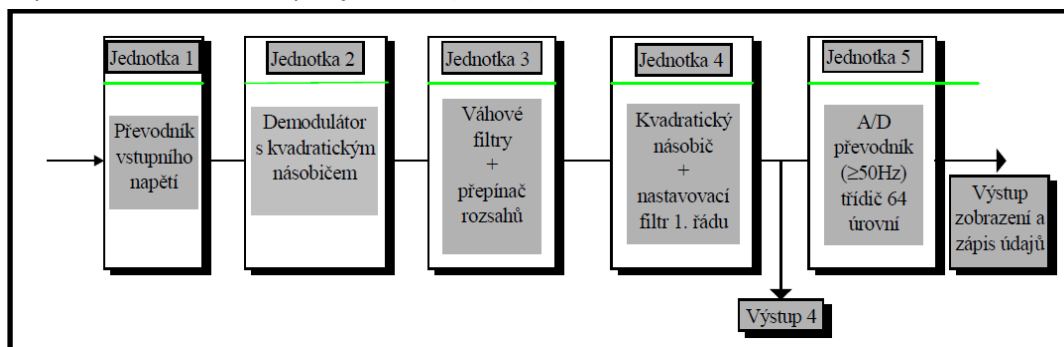 Jednotka 1
Převodník
vstupního
napětí
Jednotka 2
Demodulátor
s kvadratickým
násobičem
Jednotka 3
Váhové
filtry
+
přepínač
rozsahů
Jednotka 4
Kvadratický
násobič
+
nastavovací
filtr 1. řádu
Jednotka 5
A/D
převodník
(≥50Hz)
třídič 64
úrovní
Výstup
zobrazení a
zápis údajů
Výstup 4